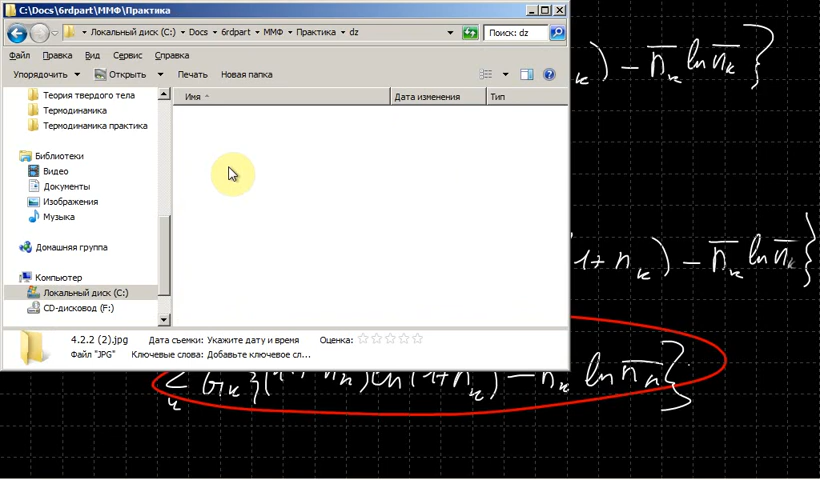 C:\Docs\6rdpart\ММФ\Практика
Локальный диск (C:) Docs 6rdpart ММФ Практика dz Поиск: dz
Файл Правка Вид Сервис Справка
Упорядочить Открыть Печать Новая папка
Имя Дата изменения Тип
Теория твердого тела
Термодинамика
Термодинамика практика
Библиотеки
Видео
Документы
Изображения
Музыка
Домашняя группа
Компьютер
Локальный диск (C:)
CD-дисковод (F:)
4.2.2 (2).jpg Дата съемки: Укажите дату и время Оценка:
Файл "JPG" Ключевые слова: Добавьте ключевое сл...
) − n̅ₖ ln n̅ₖ}
1 + nₖ) − n̅ₖ ln n̅ₖ}
ln(1 + nₖ) − n̅ₖ ln n̅ₖ}